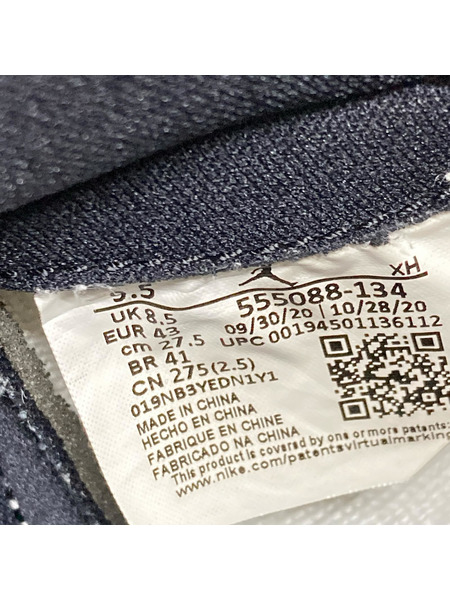 9.5
XH
UK 8.5
555088-134
EUR 43
09/30/20 | 10/28/20
cm 27.5
UPC 00194501136112
BR 41
CN 275(2.5)
019NB3YEDN1Y1
MADE IN CHINA
HECHO EN CHINA
FABRIQUE EN CHINE
FABRICADO NA CHINA
This product is covered by one or more patents:
www.nike.com/patentsvirtualmarking